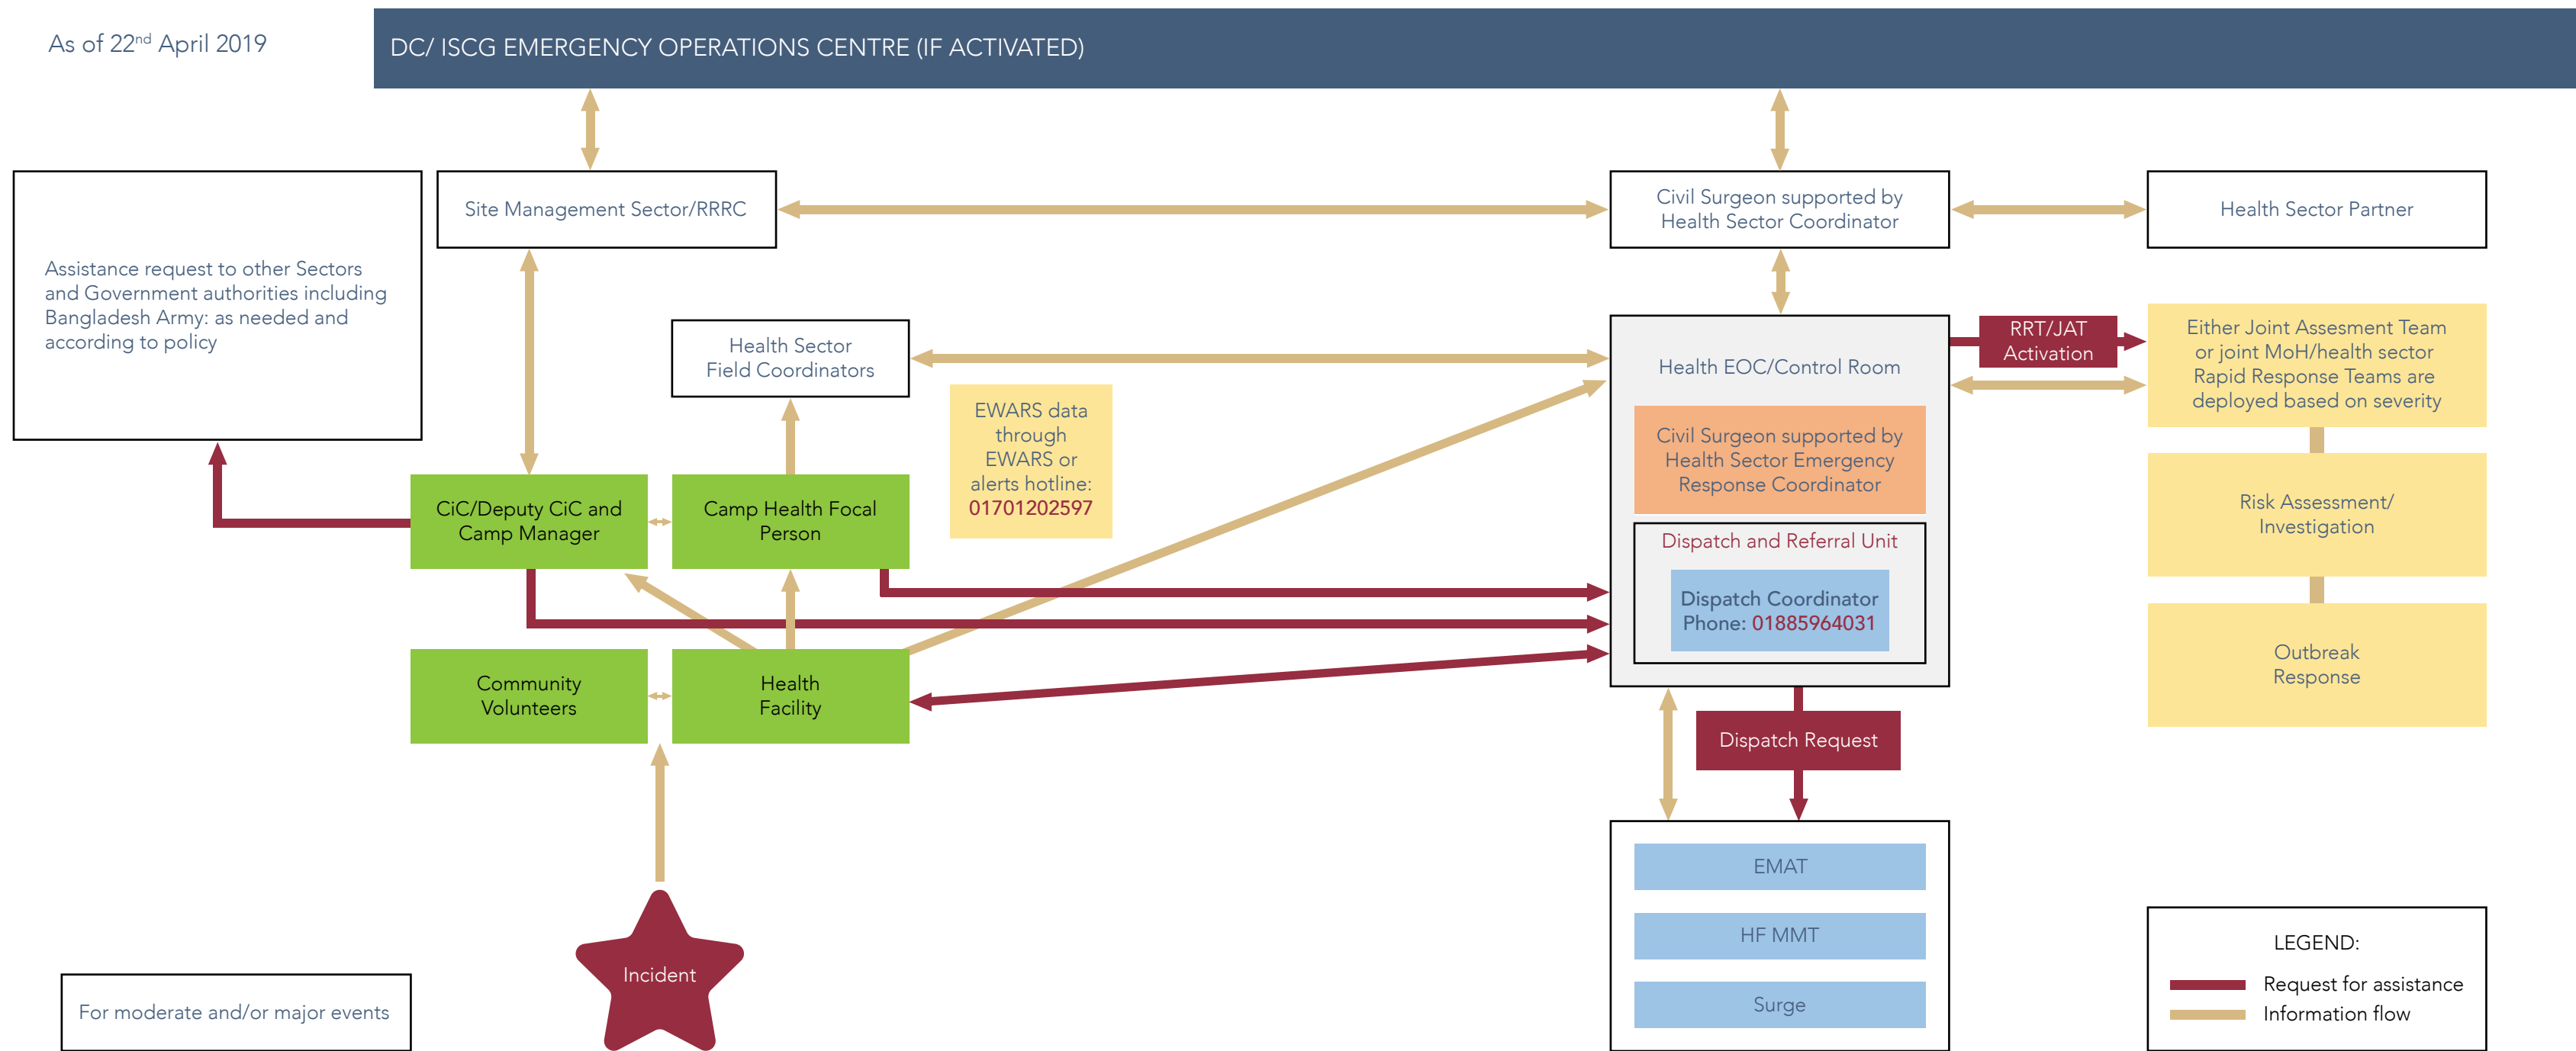 As of 22nd April 2019
DC/ ISCG EMERGENCY OPERATIONS CENTRE (IF ACTIVATED)
Assistance request to other Sectors
and Government authorities including
Bangladesh Army: as needed and
according to policy
Site Management Sector/RRRC
Civil Surgeon supported by
Health Sector Coordinator
Health Sector Partner
Health Sector
Field Coordinators
EWARS data
through
EWARS or
alerts hotline:
01701202597
Health EOC/Control Room
Civil Surgeon supported by
Health Sector Emergency
Response Coordinator
Dispatch and Referral Unit
Dispatch Coordinator
Phone: 01885964031
RRT/JAT
Activation
Either Joint Assesment Team
or joint MoH/health sector
Rapid Response Teams are
deployed based on severity
Risk Assessment/
Investigation
Outbreak
Response
CiC/Deputy CiC and
Camp Manager
Camp Health Focal
Person
Community
Volunteers
Health
Facility
Dispatch Request
EMAT
HF MMT
Surge
Incident
For moderate and/or major events
LEGEND:
Request for assistance
Information flow